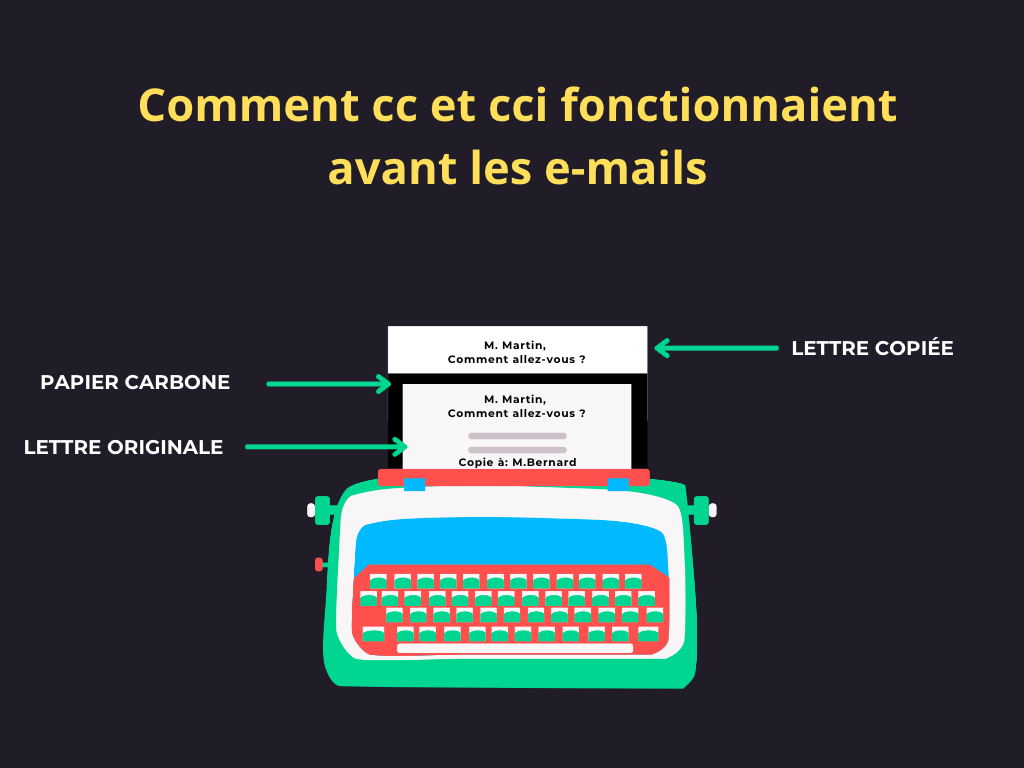 Comment cc et cci fonctionnaient
avant les e-mails
M. Martin,
Comment allez-vous ?
LETTRE COPIÉE
PAPIER CARBONE
M. Martin,
Comment allez-vous ?
LETTRE ORIGINALE
Copie à: M.Bernard